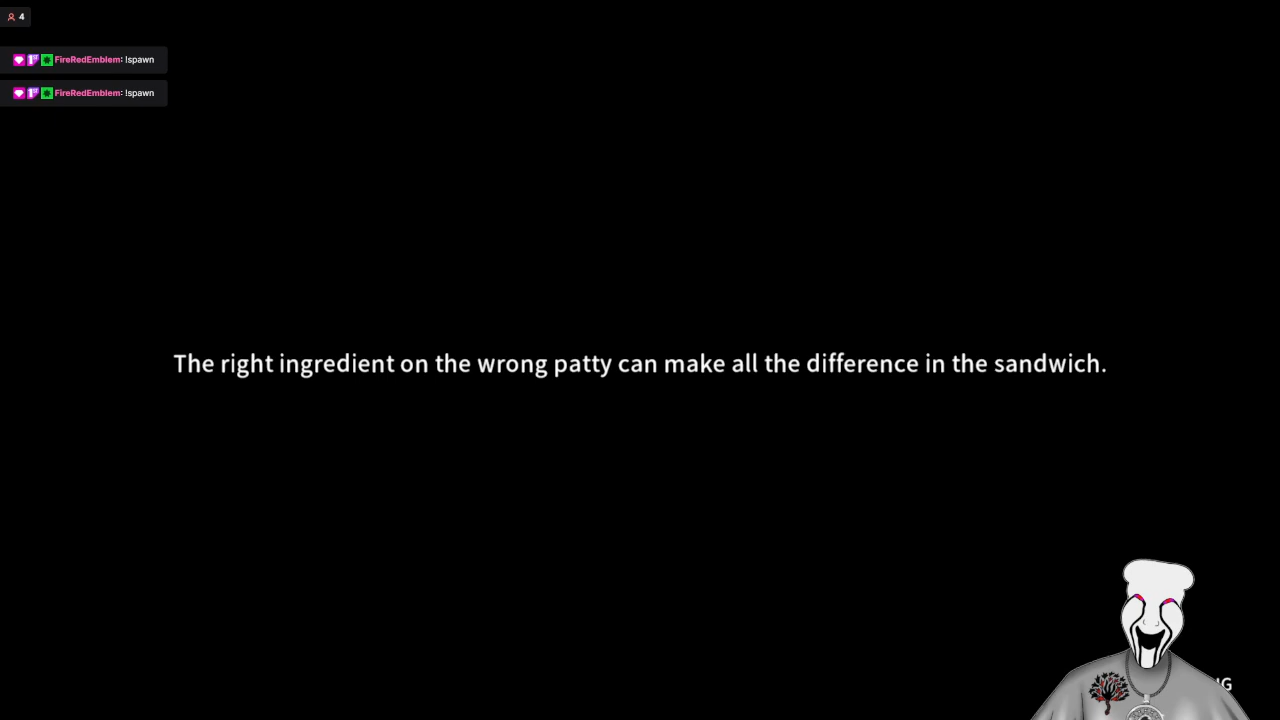 4
FireRedEmblem: !spawn
FireRedEmblem: !spawn
The right ingredient on the wrong patty can make all the difference in the sandwich.